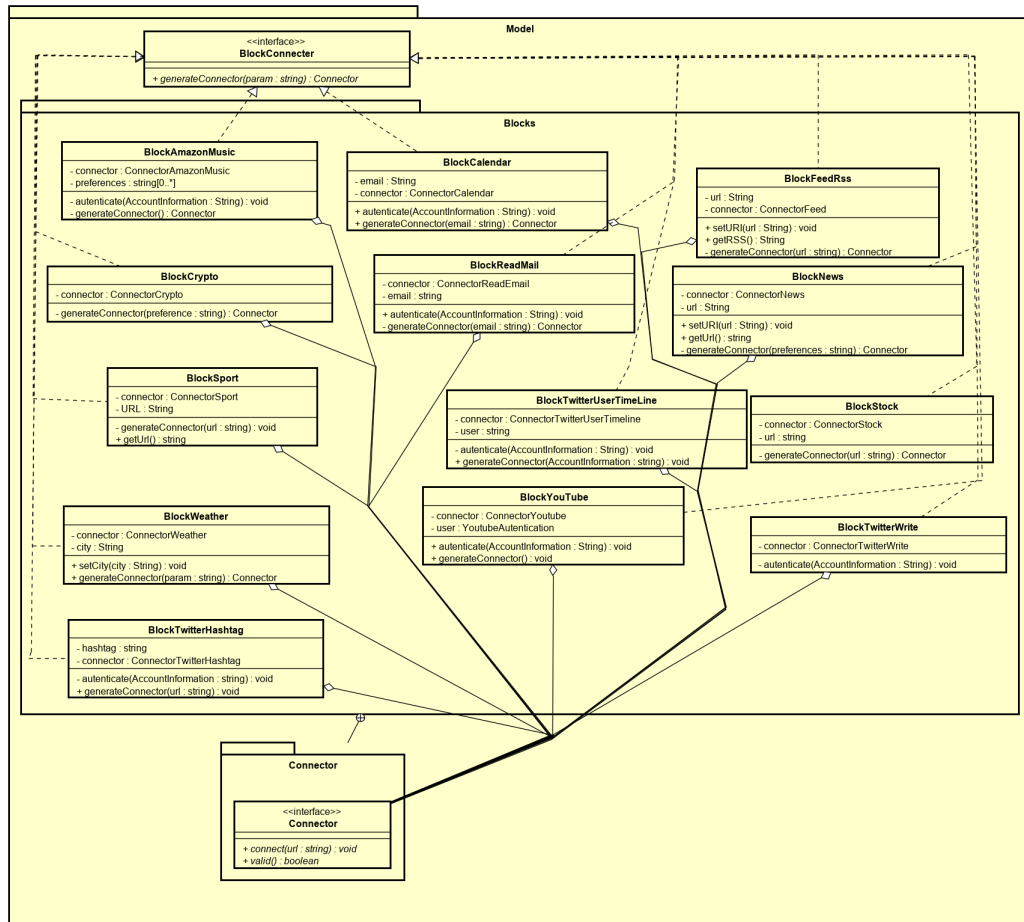 Model
<<interface>>
BlockConnecter
+ generateConnector(param : string) : Connector
Blocks
BlockAmazonMusic
- connector : ConnectorAmazonMusic
- preferences : string[0..*]
- autenticate(AccountInformation : String) : void
- generateConnector() : Connector
BlockCalendar
- email : String
- connector : ConnectorCalendar
+ autenticate(AccountInformation : String) : void
+ generateConnector(email : string) : Connector
BlockFeedRss
- url : String
- connector : ConnectorFeed
+ setURI(url : String) : void
+ getRSS() : String
- generateConnector(url : string) : Connector
BlockCrypto
- connector : ConnectorCrypto
- generateConnector(preference : string) : Connector
BlockReadMail
- connector : ConnectorReadEmail
- email : string
+ autenticate(AccountInformation : String) : void
- generateConnector(email : string) : Connector
BlockNews
- connector : ConnectorNews
- url : String
+ setURI(url : String) : void
+ getUrl() : string
- generateConnector(preferences : string) : Connector
BlockSport
- connector : ConnectorSport
- URL : String
- generateConnector(url : string) : void
+ getUrl() : string
BlockTwitterUserTimeLine
- connector : ConnectorTwitterUserTimeline
- user : string
- autenticate(AccountInformation : String) : void
+ generateConnector(AccountInformation : string) : void
BlockStock
- connector : ConnectorStock
- url : string
- generateConnector(url : string) : Connector
BlockWeather
- connector : ConnectorWeather
- city : String
+ setCity(city : String) : void
+ generateConnector(param : string) : Connector
BlockYouTube
- connector : ConnectorYoutube
- user : YoutubeAutentication
+ autenticate(AccountInformation : String) : void
+ generateConnector() : void
BlockTwitterWrite
- connector : ConnectorTwitterWrite
- autenticate(AccountInformation : String) : void
BlockTwitterHashtag
- hashtag : string
- connector : ConnectorTwitterHashtag
- autenticate(AccountInformation : string) : void
+ generateConnector(url : string) : void
Connector
<<interface>>
Connector
+ connect(url : string) : void
+ valid() : boolean